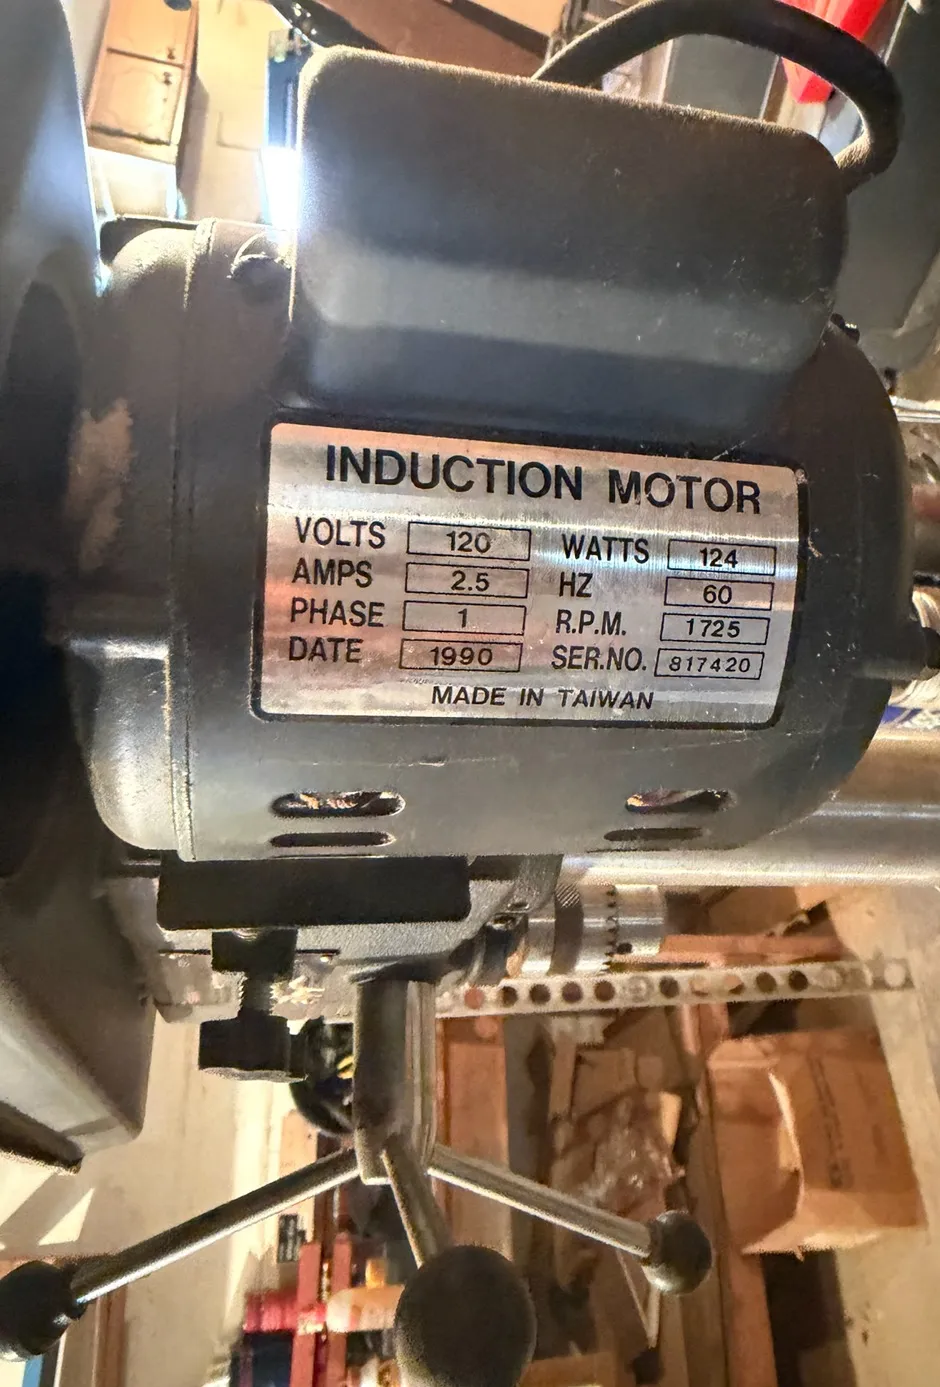 INDUCTION MOTOR
VOLTS 120 WATTS 124
AMPS 2.5 HZ 60
PHASE 1 R.P.M. 1725
DATE 1990 SER.NO. 817420
MADE IN TAIWAN